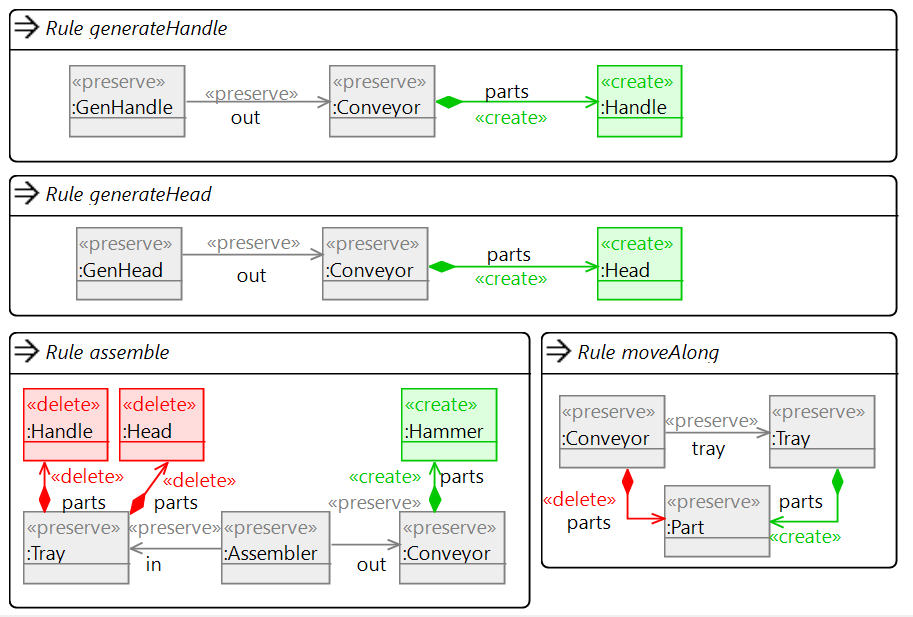 Rule generateHandle
«preserve»
:GenHandle
«preserve»
out
«preserve»
:Conveyor
parts
«create»
«create»
:Handle
Rule generateHead
«preserve»
:GenHead
«preserve»
out
«preserve»
:Conveyor
parts
«create»
«create»
:Head
Rule assemble
«delete»
:Handle
«delete»
:Head
«create»
:Hammer
«delete»
parts
«delete»
parts
«create»
parts
«preserve»
«preserve»
:Tray
«preserve»
in
«preserve»
:Assembler
out
«preserve»
:Conveyor
Rule moveAlong
«preserve»
:Conveyor
«preserve»
tray
«preserve»
:Tray
«delete»
parts
«preserve»
:Part
parts
«create»